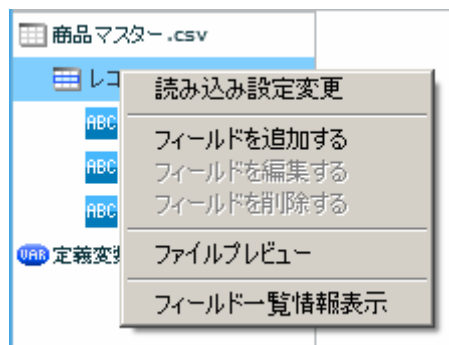 商品マスター.csv
レコ
読み込み設定変更
ABC
フィールドを追加する
ABC
フィールドを編集する
ABC
フィールドを削除する
VAR 定義変
ファイルプレビュー
フィールド一覧情報表示